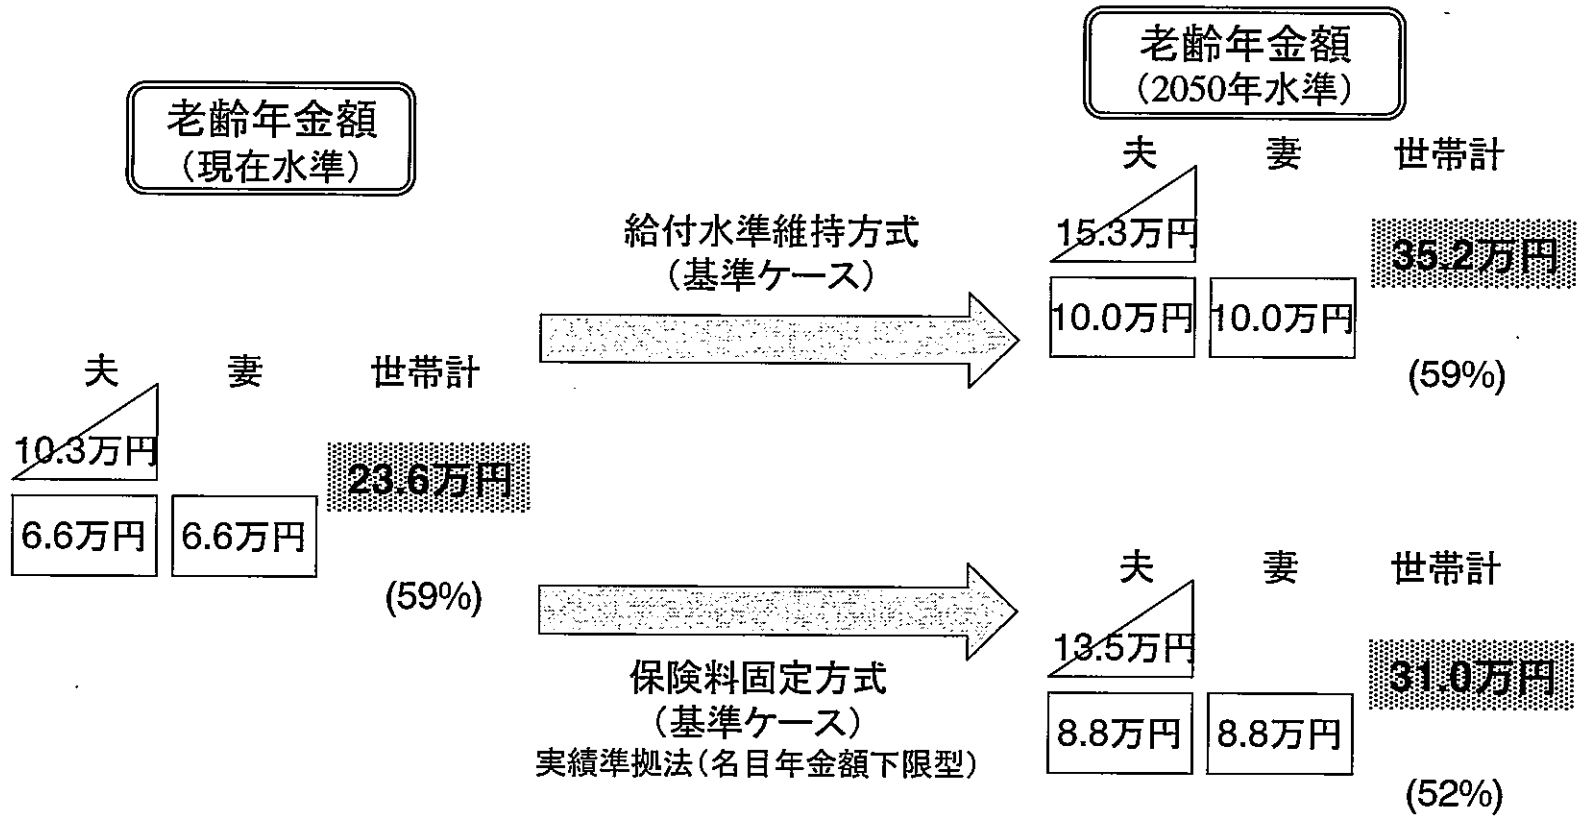 老齢年金額
（現在水準）
夫 妻 世帯計
10.3万円
23.6万円
6.6万円 6.6万円
(59%)
給付水準維持方式
（基準ケース）
保険料固定方式
（基準ケース）
実績準拠法（名目年金額下限型）
老齢年金額
（2050年水準）
夫 妻 世帯計
15.3万円
35.2万円
10.0万円 10.0万円
(59%)
夫 妻 世帯計
13.5万円
31.0万円
8.8万円 8.8万円
(52%)